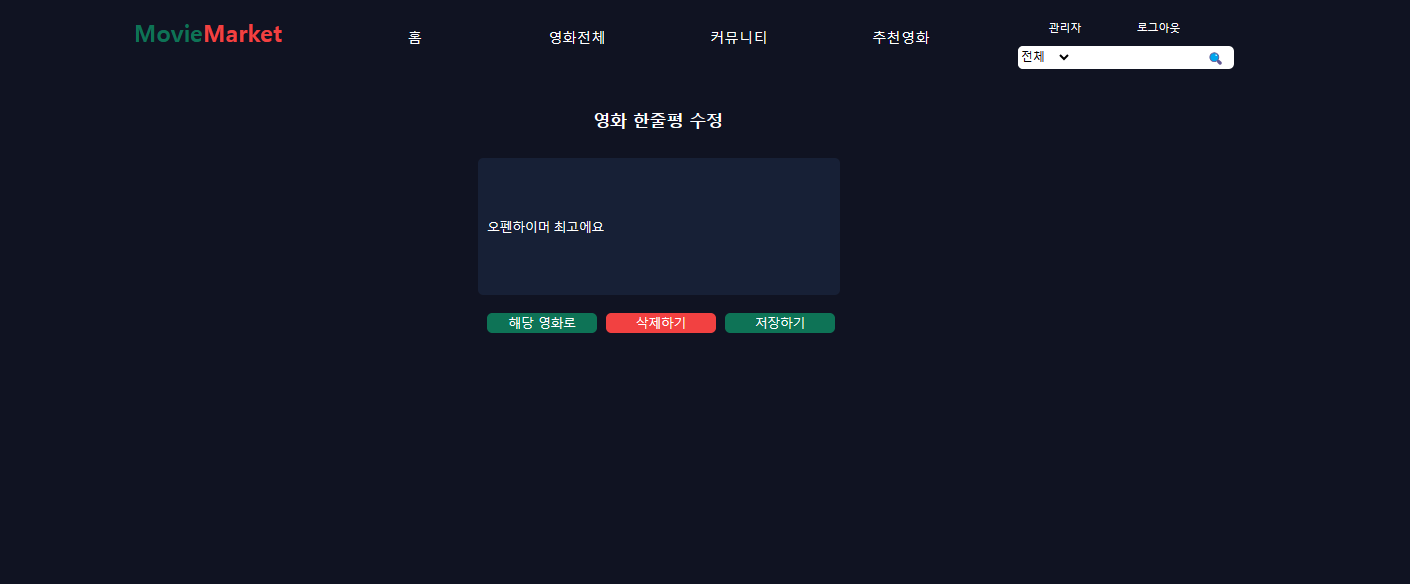 MovieMarket
홈
영화전체
커뮤니티
추천영화
관리자
로그아웃
전체
영화 한줄평 수정
오펜하이머 최고에요
해당 영화로
삭제하기
저장하기